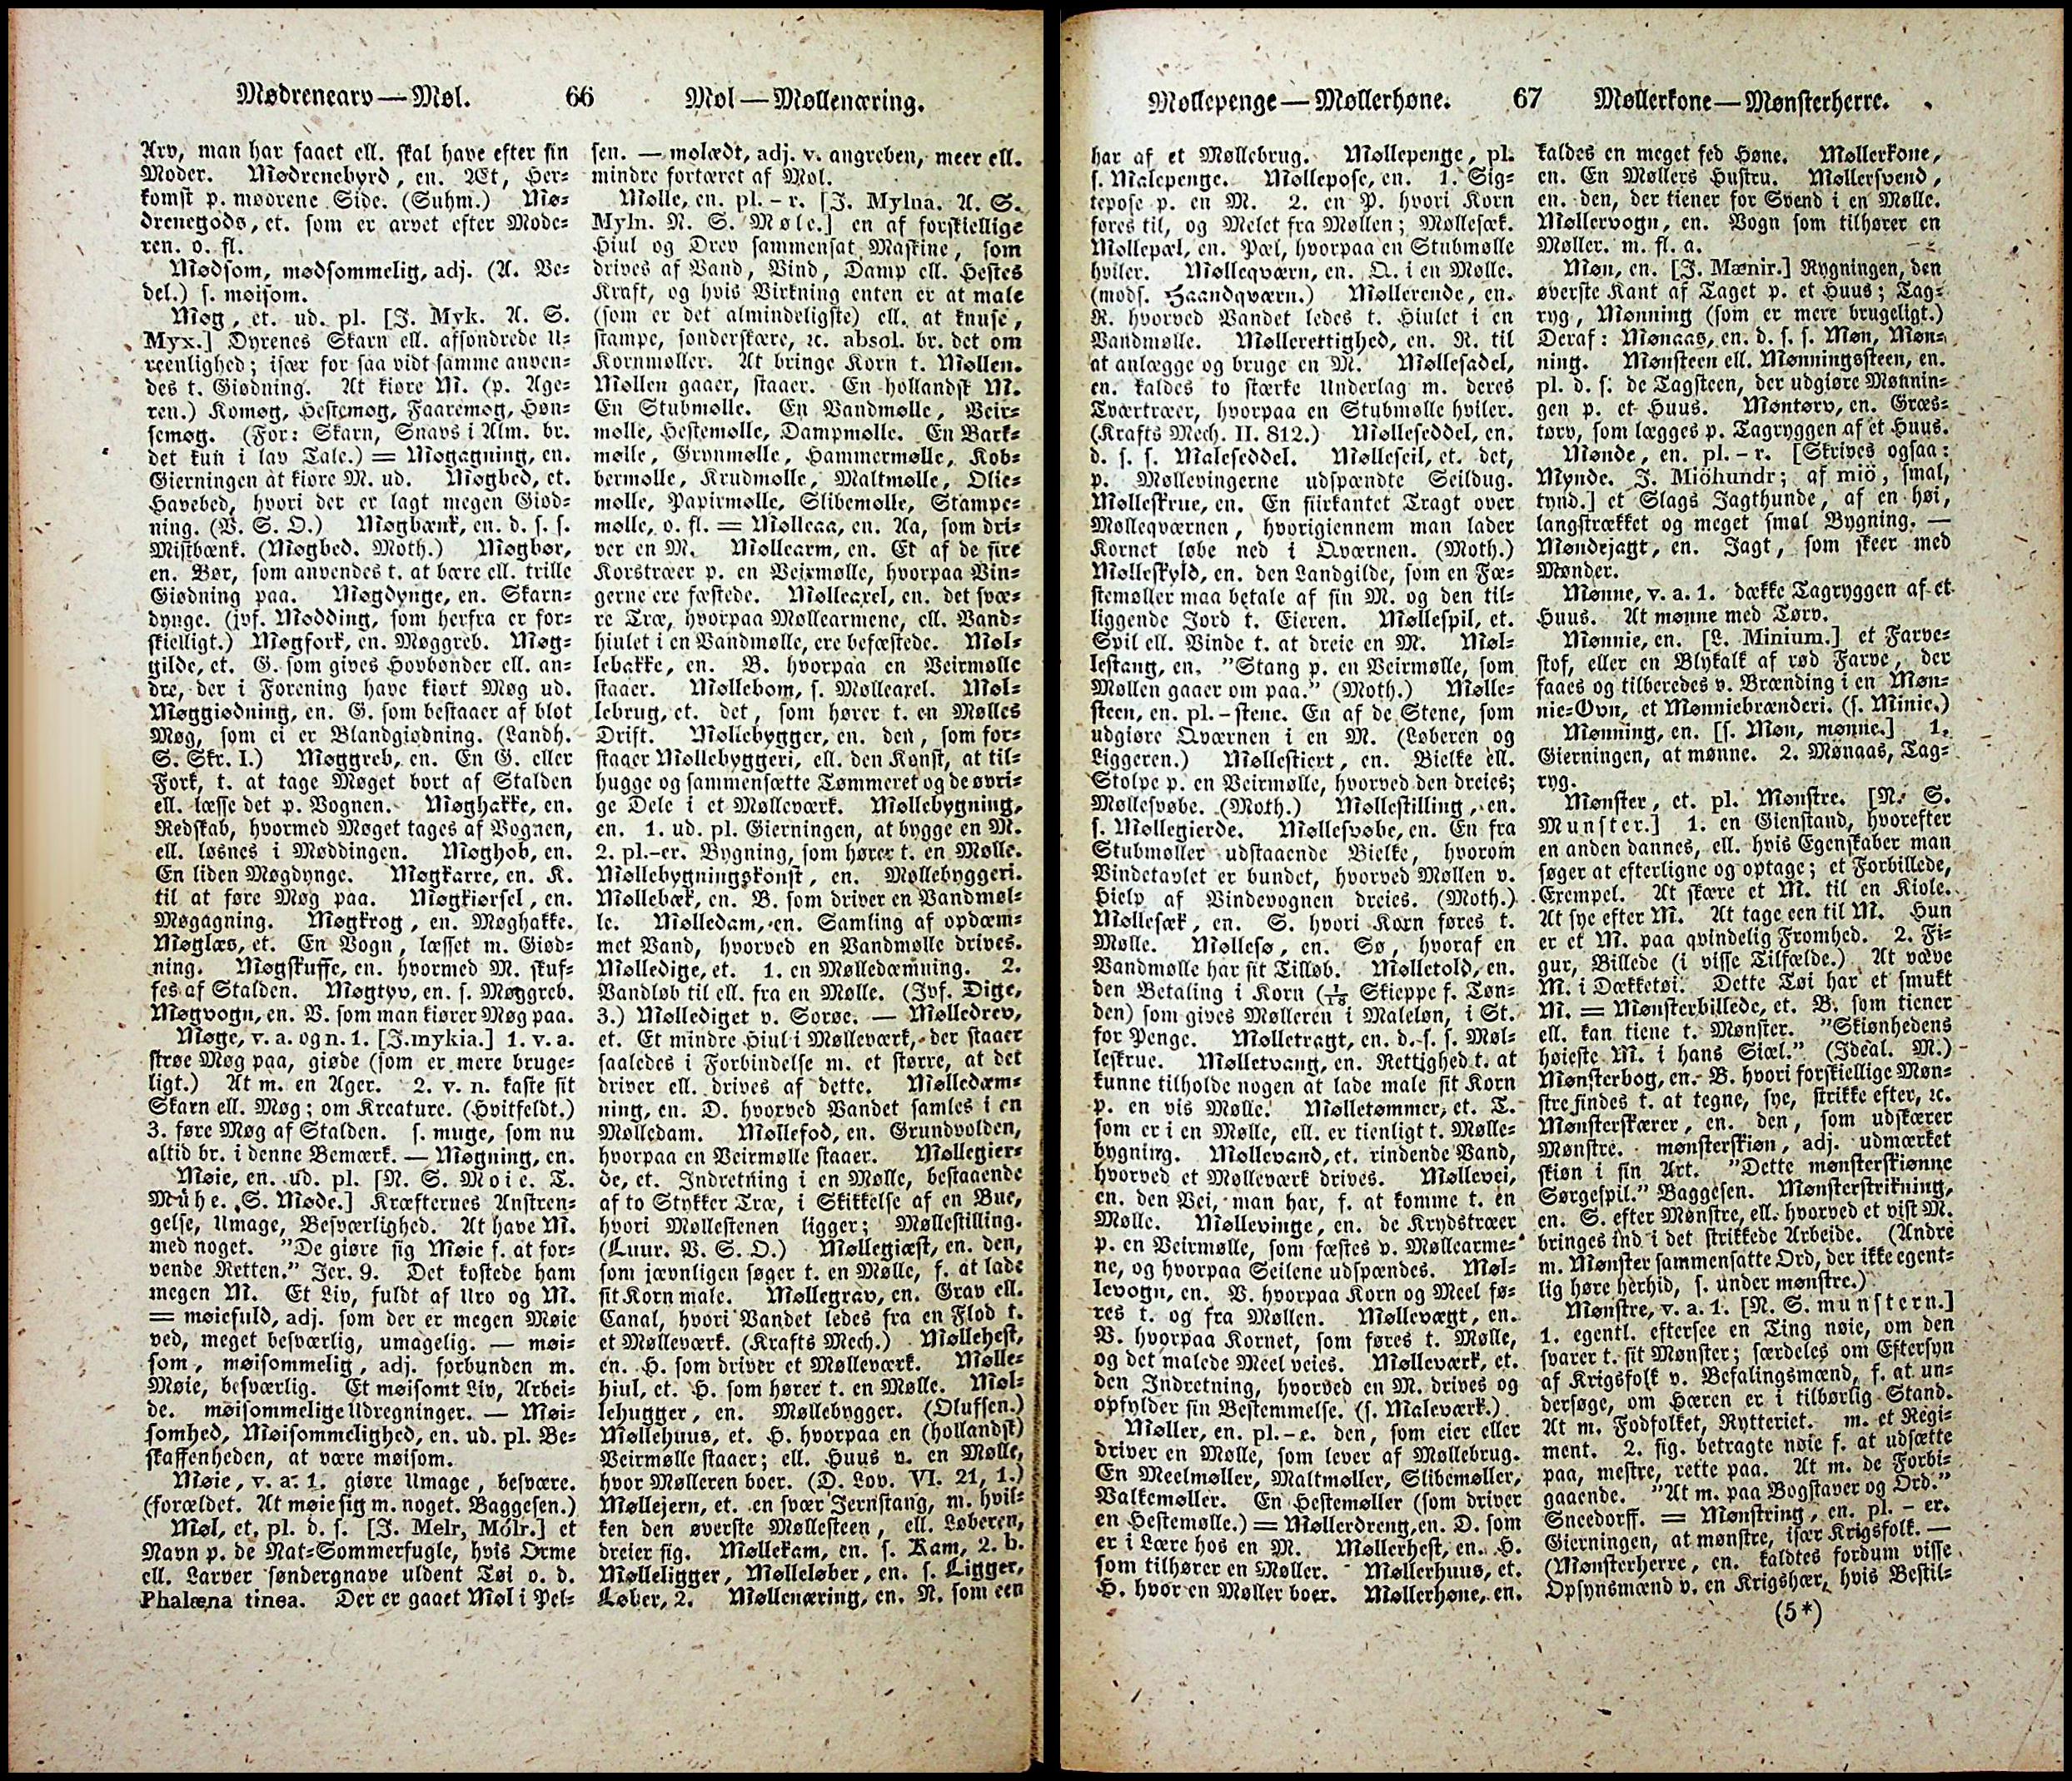 Mødrenearv — Møl.
66
Møl — Møllenæring.
Arv, man har faaet ell. skal have efter sin
Moder. Mødrenebyrd, en. Æt, Her-
komst p. mødrene Side. (Suhm.) Mø-
drenegods, et. som er arvet efter Mode-
ren. o. fl.
Mødsom, mødsommelig, adj. (A. Ve-
del.) s. møisom.
Møg, et. ud. pl. [J. Myk. A. S.
Myx.] Dyrenes Skarn ell. afsondrede U-
reenlighed; især for saa vidt samme anven-
des t. Giødning. At kiøre M. (p. Age-
ren.) Komøg, Hestemøg, Faaremøg, Høn-
semøg. (For: Skarn, Snavs i Alm. br.
det kun i lav Tale.) = Møgagning, en.
Gierningen at kiøre M. ud. Møgbed, et.
Havebed, hvori der er lagt megen Giød-
ning. (V. S. O.) Møgbænk, en. d. s. s.
Mistbænk. (Møgbed. Moth.) Møgbør,
en. Bør, som anvendes t. at bære ell. trille
Giødning paa. Møgdynge, en. Skarn-
dynge. (jvf. Modding, som herfra er for-
skielligt.) Møgfork, en. Møggreb. Møg-
gilde, et. G. som gives Hovbønder ell. an-
dre, der i Forening have kiørt Møg ud.
Møggiødning, en. G. som bestaaer af blot
Møg, som ei er Blandgiødning. (Landh.
S. Skr. I.) Møggreb, en. En G. eller
Fork, t. at tage Møget bort af Stalden
ell. læsse det p. Vognen. Møghakke, en.
Redskab, hvormed Møget tages af Vognen,
ell. løsnes i Møddingen. Møghob, en.
En liden Møgdynge. Møgkarre, en. K.
til at føre Møg paa. Møgkiørsel, en.
Møgagning. Møgkrog, en. Møghakke.
Møglæs, et. En Vogn, læsset m. Giød-
ning. Møgskuffe, en. hvormed M. skuf-
fes af Stalden. Møgtyv, en. s. Møggreb.
Møgvogn, en. V. som man kiører Møg paa.
Møge, v. a. og n. 1. [J. mykia.] 1. v. a.
strøe Møg paa, giøde (som er mere bruge-
ligt.) At m. en Ager. 2. v. n. kaste sit
Skarn ell. Møg; om Kreature. (Hvitfeldt.)
3. føre Møg af Stalden. s. muge, som nu
altid br. i denne Bemærk. — Møgning, en.
Møie, en. ud. pl. [N. S. Moie. T.
Mühe. S. Møde.] Kræfternes Anstren-
gelse, Umage, Besværlighed. At have M.
med noget. "De giøre sig Møie f. at for-
vende Retten." Jer. 9. Det kostede ham
megen M. Et Liv, fuldt af Uro og M.
= møiefuld, adj. som der er megen Møie
ved, meget besværlig, umagelig. — møi-
som, møisommelig, adj. forbunden m.
Møie, besværlig. Et møisomt Liv, Arbei-
de. møisommelige Udregninger. — Møi-
somhed, Møisommelighed, en. ud. pl. Be-
skaffenheden, at være møisom.
Møie, v. a. 1. giøre Umage, besvære.
(forældet. At møie sig m. noget. Baggesen.)
Møl, et. pl. d. s. [J. Melr, Mölr.] et
Navn p. de Nat-Sommerfugle, hvis Orme
ell. Larver søndergnave uldent Tøi o. d.
Phalæna tinea. Der er gaaet Møl i Pel-
sen. — mølædt, adj. v. angreben, meer ell.
mindre fortæret af Møl.
Mølle, en. pl. - r. [J. Mylna. A. S.
Myln. N. S. Møle.] en af forskiellige
Hiul og Drev sammensat Maskine, som
drives af Vand, Vind, Damp ell. Hestes
Kraft, og hvis Virkning enten er at male
(som er det almindeligste) ell. at knuse,
stampe, sønderskære, ꝛc. absol. br. det om
Kornmøller. At bringe Korn t. Møllen.
Møllen gaaer, staaer. En hollandsk M.
En Stubmølle. En Vandmølle, Veir-
mølle, Hestemølle, Dampmølle. En Bark-
mølle, Grynmølle, Hammermølle, Kob-
bermølle, Krudmølle, Maltmølle, Olie-
mølle, Papirmølle, Slibemølle, Stampe-
mølle, o. fl. = Mølleaa, en. Aa, som dri-
ver en M. Møllearm, en. Et af de fire
Korstræer p. en Veirmølle, hvorpaa Vin-
gerne ere fæstede.Ølleaxel, en. det svæ-
re Træ, hvorpaa Møllearmene, ell. Vand-
hiulet i en Vandmølle, ere befæstede. Møl-
lebakke, en. B. hvorpaa en Veirmølle
staaer. Møllebom, s. Mølleaxel. Møl-
lebrug, et. det, som hører t. en Mølles
Drift. Møllebygger, en. den, som for-
staaer Møllebyggeri, ell. den Konst, at til-
hugge og sammensætte Tømmeret og de øvri-
ge Dele i et Mølleværk. Møllebygning,
en. 1. ud. pl. Gierningen, at bygge en M.
2. pl.-er. Bygning, som hører t. en Mølle.
Møllebygningskonst, en. Møllebyggeri.
Møllebæk, en. B. som driver en Vandmøl-
le. Mølledam, en. Samling af opdæm-
met Vand, hvorved en Vandmølle drives.
Mølledige, et. 1. en Mølledæmning. 2.
Vandløb til ell. fra en Mølle. (Jvf. Dige,
3.) Mølledigetet v. Sorøe. — Mølledrev,
et. Et mindre Hiul i Mølleværk, der staaer
saaledes i Forbindelse m. et større, at det
driver ell. drives af dette. Mølledæm-
ning, en. D. hvorved Vandet samles i en
Mølledam. Møllefod, en. Grundvolden,
hvorpaa en Veirmølle staaer. Møllegier-
de, et. Indretning i en Mølle, bestaaende
af to Stykker Træ, i Skikkelse af en Bue,
hvori Møllestenen ligger; Møllestilling.
(Luur. V. S. O.) Møllegiæst, en. den,
som jævnligen søger t. en Mølle, f. at lade
sit Korn male. Møllegrav, en. Grav ell.
Canal, hvori Vandet ledes fra en Flod t.
et Mølleværk. (Krafts Mech.) Møllehest,
en. H. som driver et Mølleværk. Mølle-
hiul, et. H. som hører t. en Mølle. Møl-
lehugger, en. Møllebygger. (Olufsen.)
Møllehuus, et. H. hvorpaa en (hollandsk)
Veirmølle staaer; ell. Huus v. en Mølle,
hvor Mølleren boer. (D. Lov. VI. 21, 1.)
Møllejern, et. en svær Jernstang, m. hvil-
ken den øverste Møllesteen, ell. Løberen,
dreier sig. Møllekam, en. s. Kam, 2. b.
Mølleligger, Mølleløber, en. s. Ligger,
Løber, 2. Møllenæring, en. N. som een
Møllepenge — Møllerhøne.
67
Møllerkone — Mønsterherre.
har af et Møllebrug. Møllepenge, pl.
s. Malepenge. Møllepose, en. 1. Sig-
tepose p. en M. 2. en P. hvori Korn
føres til, og Melet fra Møllen; Møllesæk.
Møllepæl, en. Pæl, hvorpaa en Stubmølle
hviler. Mølleqværn, en. Q. i en Mølle.
(mods. Haandqværn.) Møllerende, en.
R. hvorved Vandet ledes t. Hiulet i en
Vandmølle. Møllerettighed, en. R. til
at anlægge og bruge en M. Møllesadel,
en. kaldes to stærke Underlag m. deres
Tværtræer, hvorpaa en Stubmølle hviler.
(Krafts Mech. II. 812.) Mølleseddel, en.
d. s. s. Maleseddel. Mølleseil, et. det,
p. Møllevingerne udspændte Seildug.
Mølleskrue, en. En fiirkantet Tragt over
Mølleqværnen, hvorigiennem man lader
Kornet løbe ned i Qværnen. (Moth.)
Mølleskyld, en. den Landgilde, som en Fæ-
stemøller maa betale af sin M. og den til-
liggende Jord t. Eieren. Møllespil, et.
Spil ell. Vinde t. at dreie en M. Møl-
lestang, en. "Stang p. en Veirmølle, som
Møllen gaaer om paa." (Moth.) Mølle-
steen, en. pl.-stene. En af de Stene, som
udgiøre Qværnen i en M. (Løberen og
Liggeren.) Møllestiert, en. Bielke ell.
Stolpe p. en Veirmølle, hvorved den dreies;
Møllesvøbe. (Moth.) Møllestilling, en.
s. Møllegierde. Møllesvøbe, en. En fra
Stubmøller udstaaende Bielke, hvorom
Vindetavlet er bundet, hvorved Møllen v.
Hielp af Vindevognen dreies. (Moth.)
Møllesæk, en. S. hvori Korn føres t.
Mølle. Møllesø, en. Sø, hvoraf en
Vandmølle har sit Tilløb. Mølletold, en.
den Betaling i Korn (1/18 Skieppe f. Tøn-
den) som gives Mølleren i Maleløn, i St.
for Penge. Mølletragt, en. d. s. s. Møl-
leskrue. Mølletvang, en. Rettighed t. at
kunne tilholde nogen at lade male sit Korn
p. en vis Mølle. Mølletømmer, et. T.
som er i en Mølle, ell. er tienligt t. Mølle-
bygning. Møllevand, et. rindende Vand,
hvorved et Mølleværk drives. Møllevei,
en. den Vei, man har, f. at komme t. en
Mølle. Møllevinge, en. de Krydstræer
p. en Veirmølle, som fæstes v. Møllearme-
ne, og hvorpaa Seilene udspændes. Møl-
levogn, en. V. hvorpaa Korn og Meel fø-
res t. og fra Møllen. Møllevægt, en.
V. hvorpaa Kornet, som føres t. Mølle,
og det malede Meel veies. Mølleværk, et.
den Indretning, hvorved en M. drives og
opfylder sin Bestemmelse. (s. Maleværk.)
Møller, en. pl.-e. den, som eier eller
driver en Mølle, som lever af Møllebrug.
En Meelmøller, Maltmøller, Slibemøller,
Valkemøller. En Hestemøller (som driver
en Hestemølle.) = Møllerdreng, en. D. som
er i Lære hos en M. Møllerhest, en. H.
som tilhører en Møller. Møllerhuus, et.
H. hvor en Møller boer. Møllerhøne, en.
kaldes en meget fed Høne. Møllerkone,
en. En Møllers Hustru. Møllersvend,
en. den, der tiener for Svend i en Mølle.
Møllervogn, en. Vogn som tilhører en
Møller. m. fl. a.
Møn, en. [J. Mænir.] Rygningen, den
øverste Kant af Taget p. et Huus; Tag-
ryg, Mønning (som er mere brugeligt.)
Deraf: Mønaas, en. d. s. s. Møn, Møn-
ning. Mønsteen ell. Mønningssteen, en.
pl. d. s. de Tagsteen, der udgiøre Mønnin-
gen p. et Huus. Møntørv, en. Græs-
tørv, som lægges p. Tagryggen af et Huus.
Mønde, en. pl. - r. [Skrives ogsaa:
Mynde. J. Miöhundr; af miö, smal,
tynd.] et Slags Jagthunde, af en høi,
langstrækket og meget smal Bygning. —
Møndejagt, en. Jagt, som skeer med
Mønder.
Mønne, v. a. 1. dække Tagryggen af et
Huus. At mønne med Tørv.
Mønnie, en. [L. Minium.] et Farve-
stof, eller en Blykalk af rød Farve, der
faaes og tilberedes v. Brænding i en Møn-
nie-Ovn, et Mønniebrænderi. (s. Minie.)
Mønning, en. [s. Møn, mønne.] 1.
Gierningen, at mønne. 2. Mønaas, Tag-
ryg.
Mønster, et. pl. Mønstre. [N. S.
Munster.] 1. en Gienstand, hvorefter
en anden dannes, ell. hvis Egenskaber man
søger at efterligne og optage; et Forbillede,
Exempel. At skære et M. til en Kiole.
At sye efter M. At tage een til M. Hun
er et M. paa qvindelig Fromhed. 2. Fi-
gur, Billede (i visse Tilfælde.) At væve
M. i Dækketøi. Dette Tøi har et smukt
M. = Mønsterbillede, et. B. som tiener
ell. kan tiene t. Mønster. "Skiønhedens
høieste M. i hans Siæl." (Ideal. M.)
Mønsterbog, en. B. hvori forskiellige Møn-
stre findes t. at tegne, sye, strikke efter, ꝛc.
Mønsterskærer, en. den, som udskærer
Mønstre. mønsterskiøn, adj. udmærket
skiøn i sin Art. "Dette mønsterskiønne
Sørgespil." Baggesen. Mønsterstrikning,
en. S. efter Mønstre, ell. hvorved et vist M.
bringes ind i det strikkede Arbeide. (Andre
m. Mønster sammensatte Ord, der ikke egent-
lig høre herhid, s. under mønstre.)
Mønstre, v. a. 1. [N. S. munstern.]
1. egentl. eftersee en Ting nøie, om den
svarer t. sit Mønster; særdeles om Eftersyn
af Krigsfolk v. Befalingsmænd, f. at un-
dersøge, om Hæren er i tilbørlig Stand.
At m. Fodfolket, Rytteriet. m. et Regi-
ment. 2. fig. betragte nøie f. at udsætte
paa, mestre, rette paa. At m. de Forbi-
gaaende. "At m. paa Bogstaver og Ord."
Sneedorff. = Mønstring, en. pl. - er.
Gierningen, at mønstre, især Krigsfolk. —
(Mønsterherre, en. kaldtes fordum visse
Opsynsmænd v. en Krigshær, hvis Bestil-
(5*)